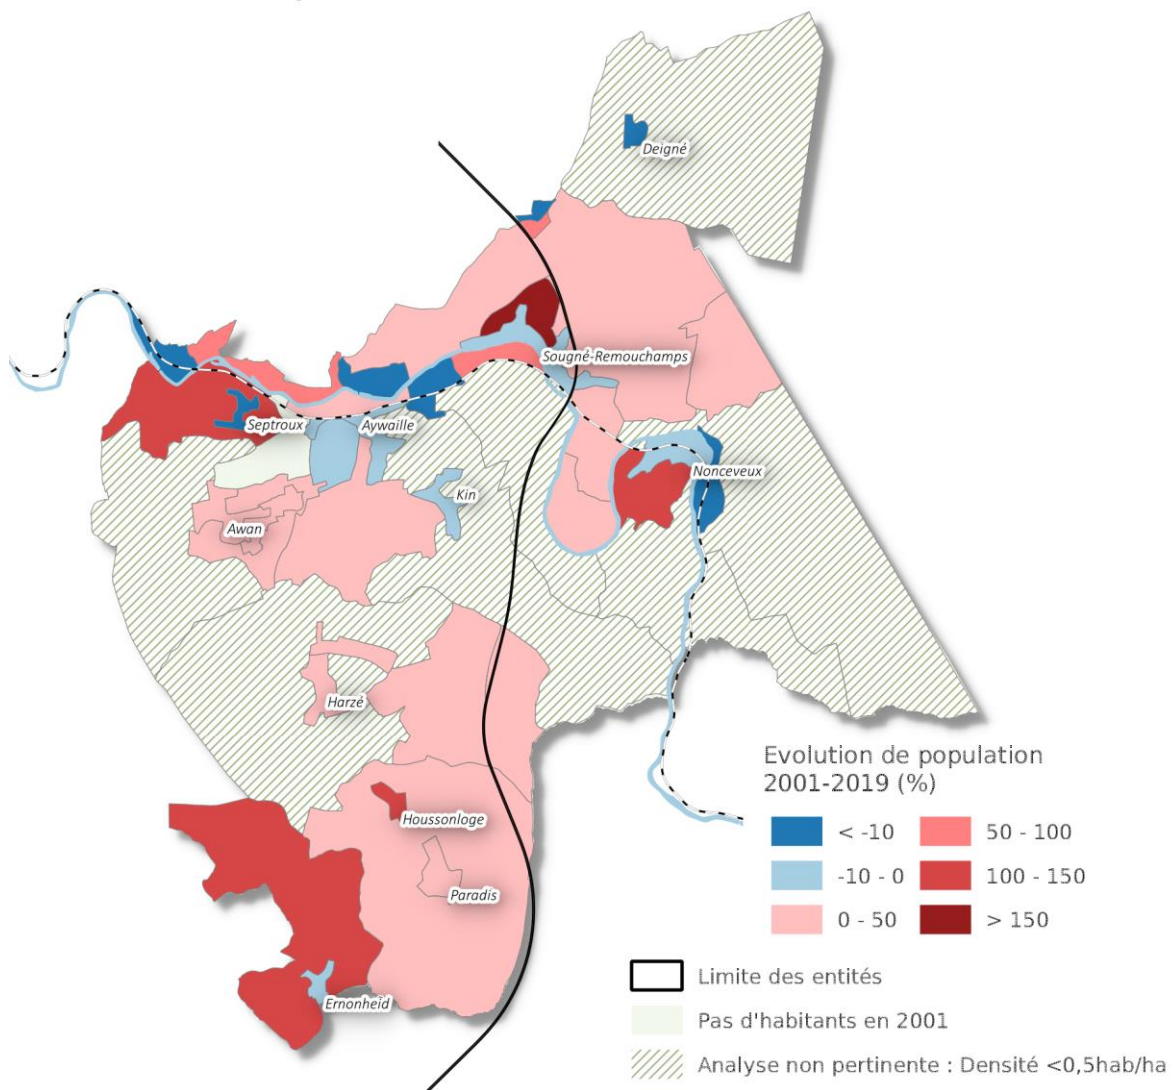 Deigné
Sougné-Remouchamps
Septroux
Aywaille
Nonceveux
Kin
Awan
Harzé
Houssonloge
Paradis
Ernonheid
Evolution de population
2001-2019 (%)
< -10
50 - 100
-10 - 0
100 - 150
0 - 50
> 150
Limite des entités
Pas d'habitants en 2001
Analyse non pertinente : Densité <0,5hab/ha